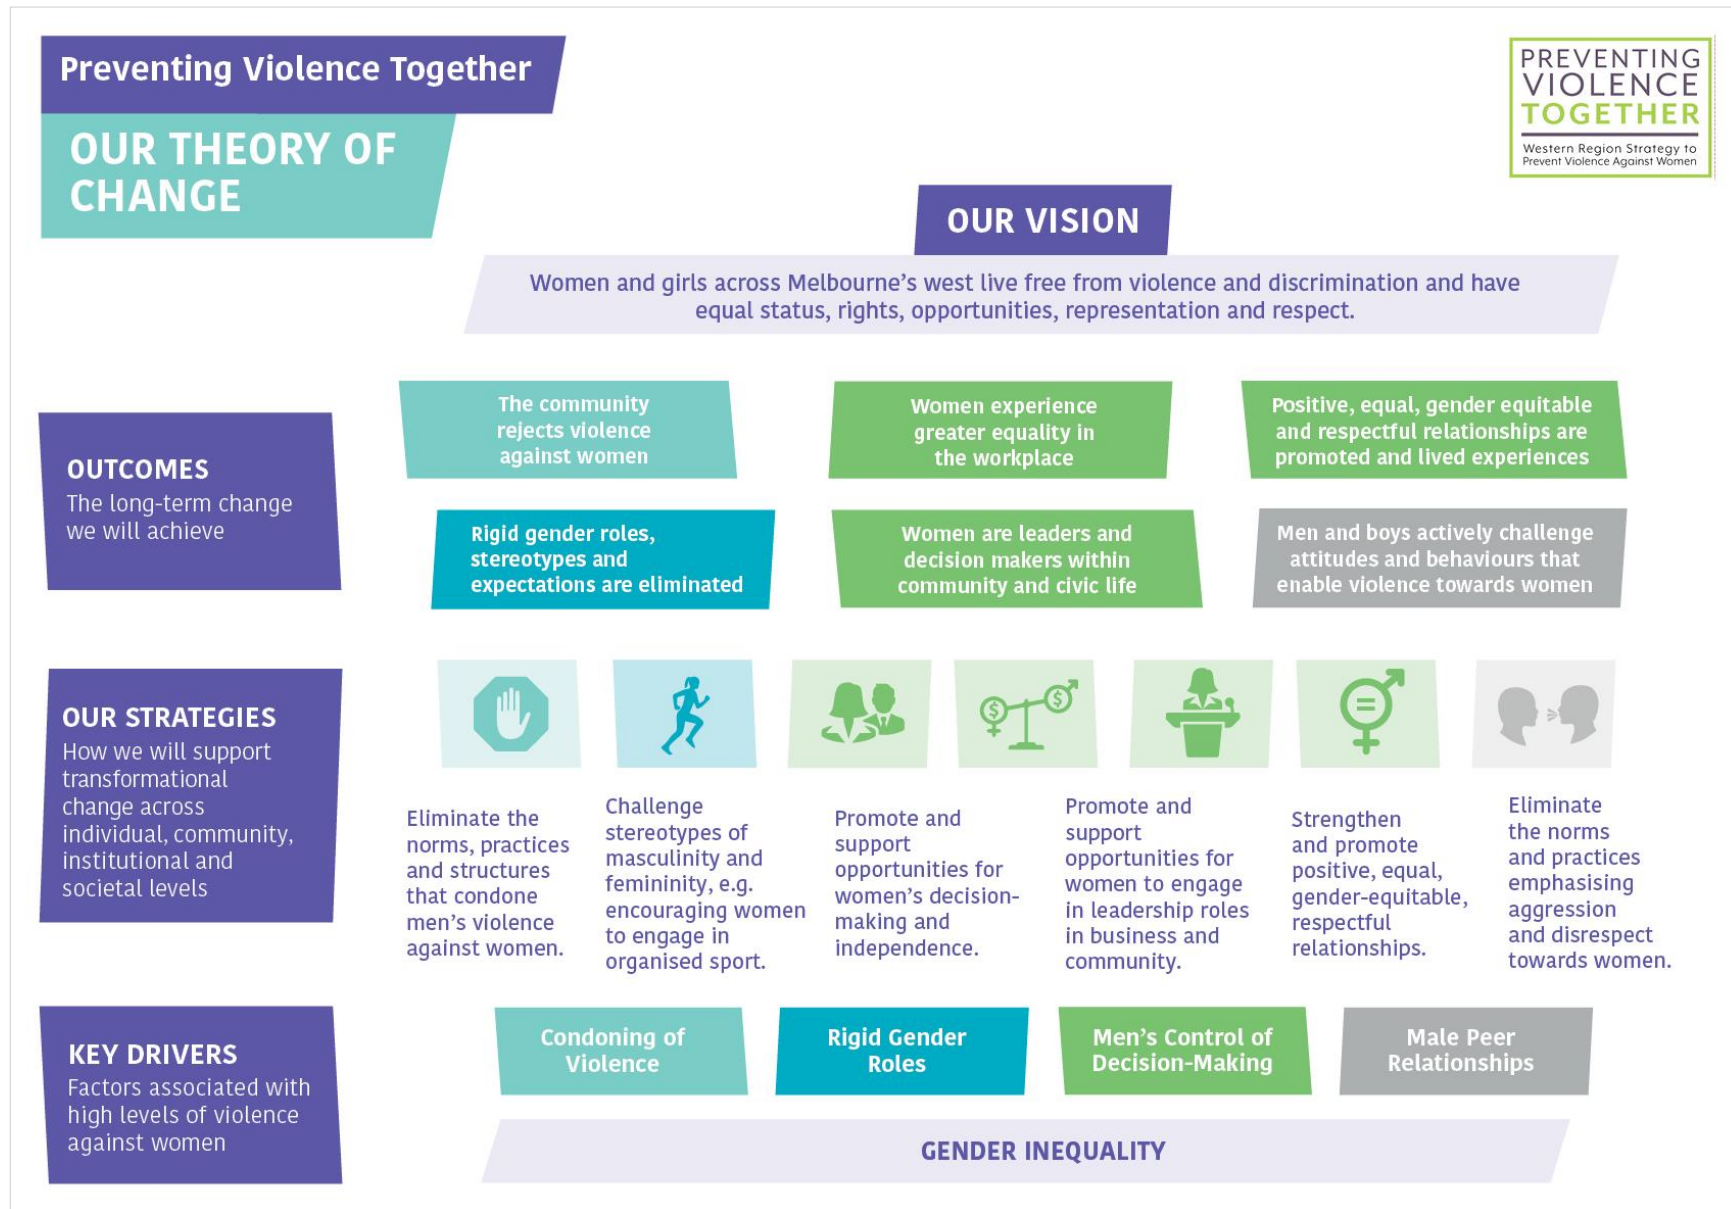 Preventing Violence Together
OUR THEORY OF
CHANGE
PREVENTING
VIOLENCE
TOGETHER
Western Region Strategy to
Prevent Violence Against Women
OUR VISION
Women and girls across Melbourne's west live free from violence and discrimination and have
equal status, rights, opportunities, representation and respect.
OUTCOMES
The long-term change
we will achieve
The community
rejects violence
against women
Women experience
greater equality in
the workplace
Positive, equal, gender equitable
and respectful relationships are
promoted and lived experiences
Rigid gender roles,
stereotypes and
expectations are eliminated
Women are leaders and
decision makers within
community and civic life
Men and boys actively challenge
attitudes and behaviours that
enable violence towards women
OUR STRATEGIES
How we will support
transformational
change across
individual, community,
institutional and
societal levels
$
$
=
Eliminate the
norms, practices
and structures
that condone
men's violence
against women.
Challenge
stereotypes of
masculinity and
femininity, e.g.
encouraging women
to engage in
organised sport.
Promote and
support
opportunities for
women's decision-
making and
independence.
Promote and
support
opportunities for
women to engage
in leadership roles
in business and
community.
Strengthen
and promote
positive, equal,
gender-equitable,
respectful
relationships.
Eliminate
the norms
and practices
emphasising
aggression
and disrespect
towards women.
KEY DRIVERS
Factors associated with
high levels of violence
against women
Condoning of
Violence
Rigid Gender
Roles
Men's Control of
Decision-Making
Male Peer
Relationships
GENDER INEQUALITY